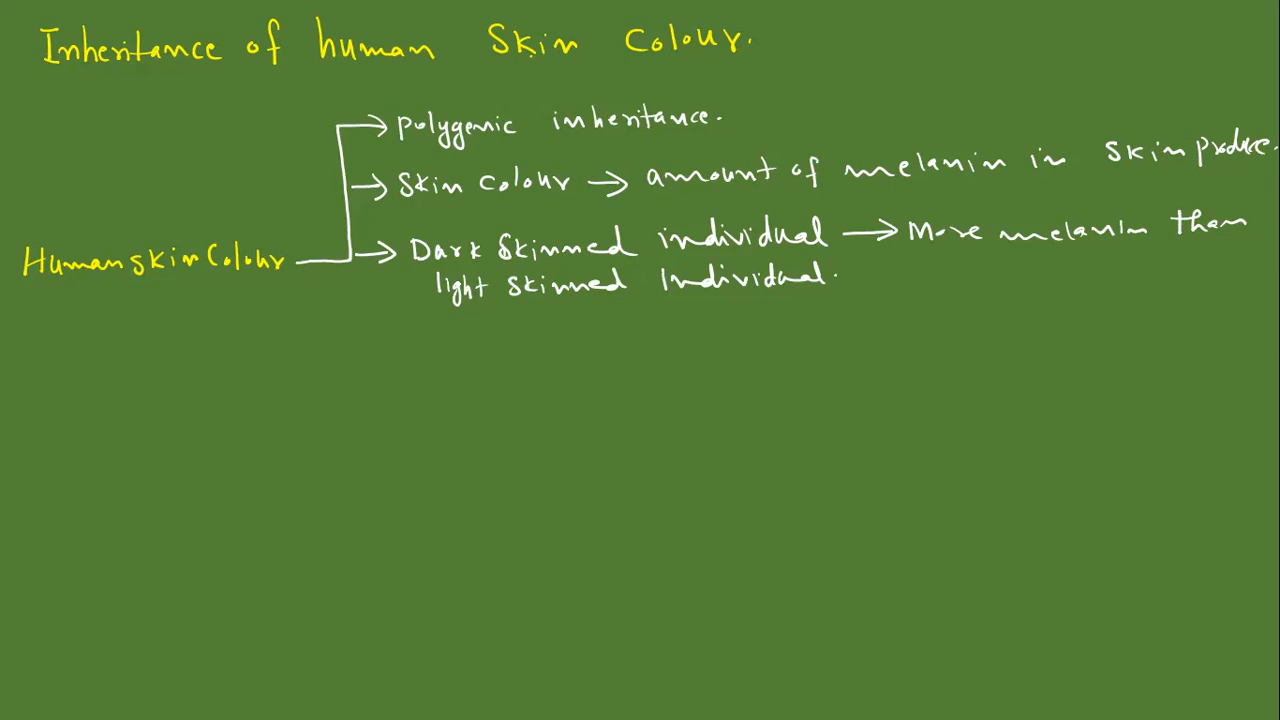 Inheritance of human Skin Colour.
→ Polygenic inheritance.
→ Skin colour → amount of melanin in skin produce.
Human skin Colour → Dark Skinned individual → More melanin than
light skinned Individual.